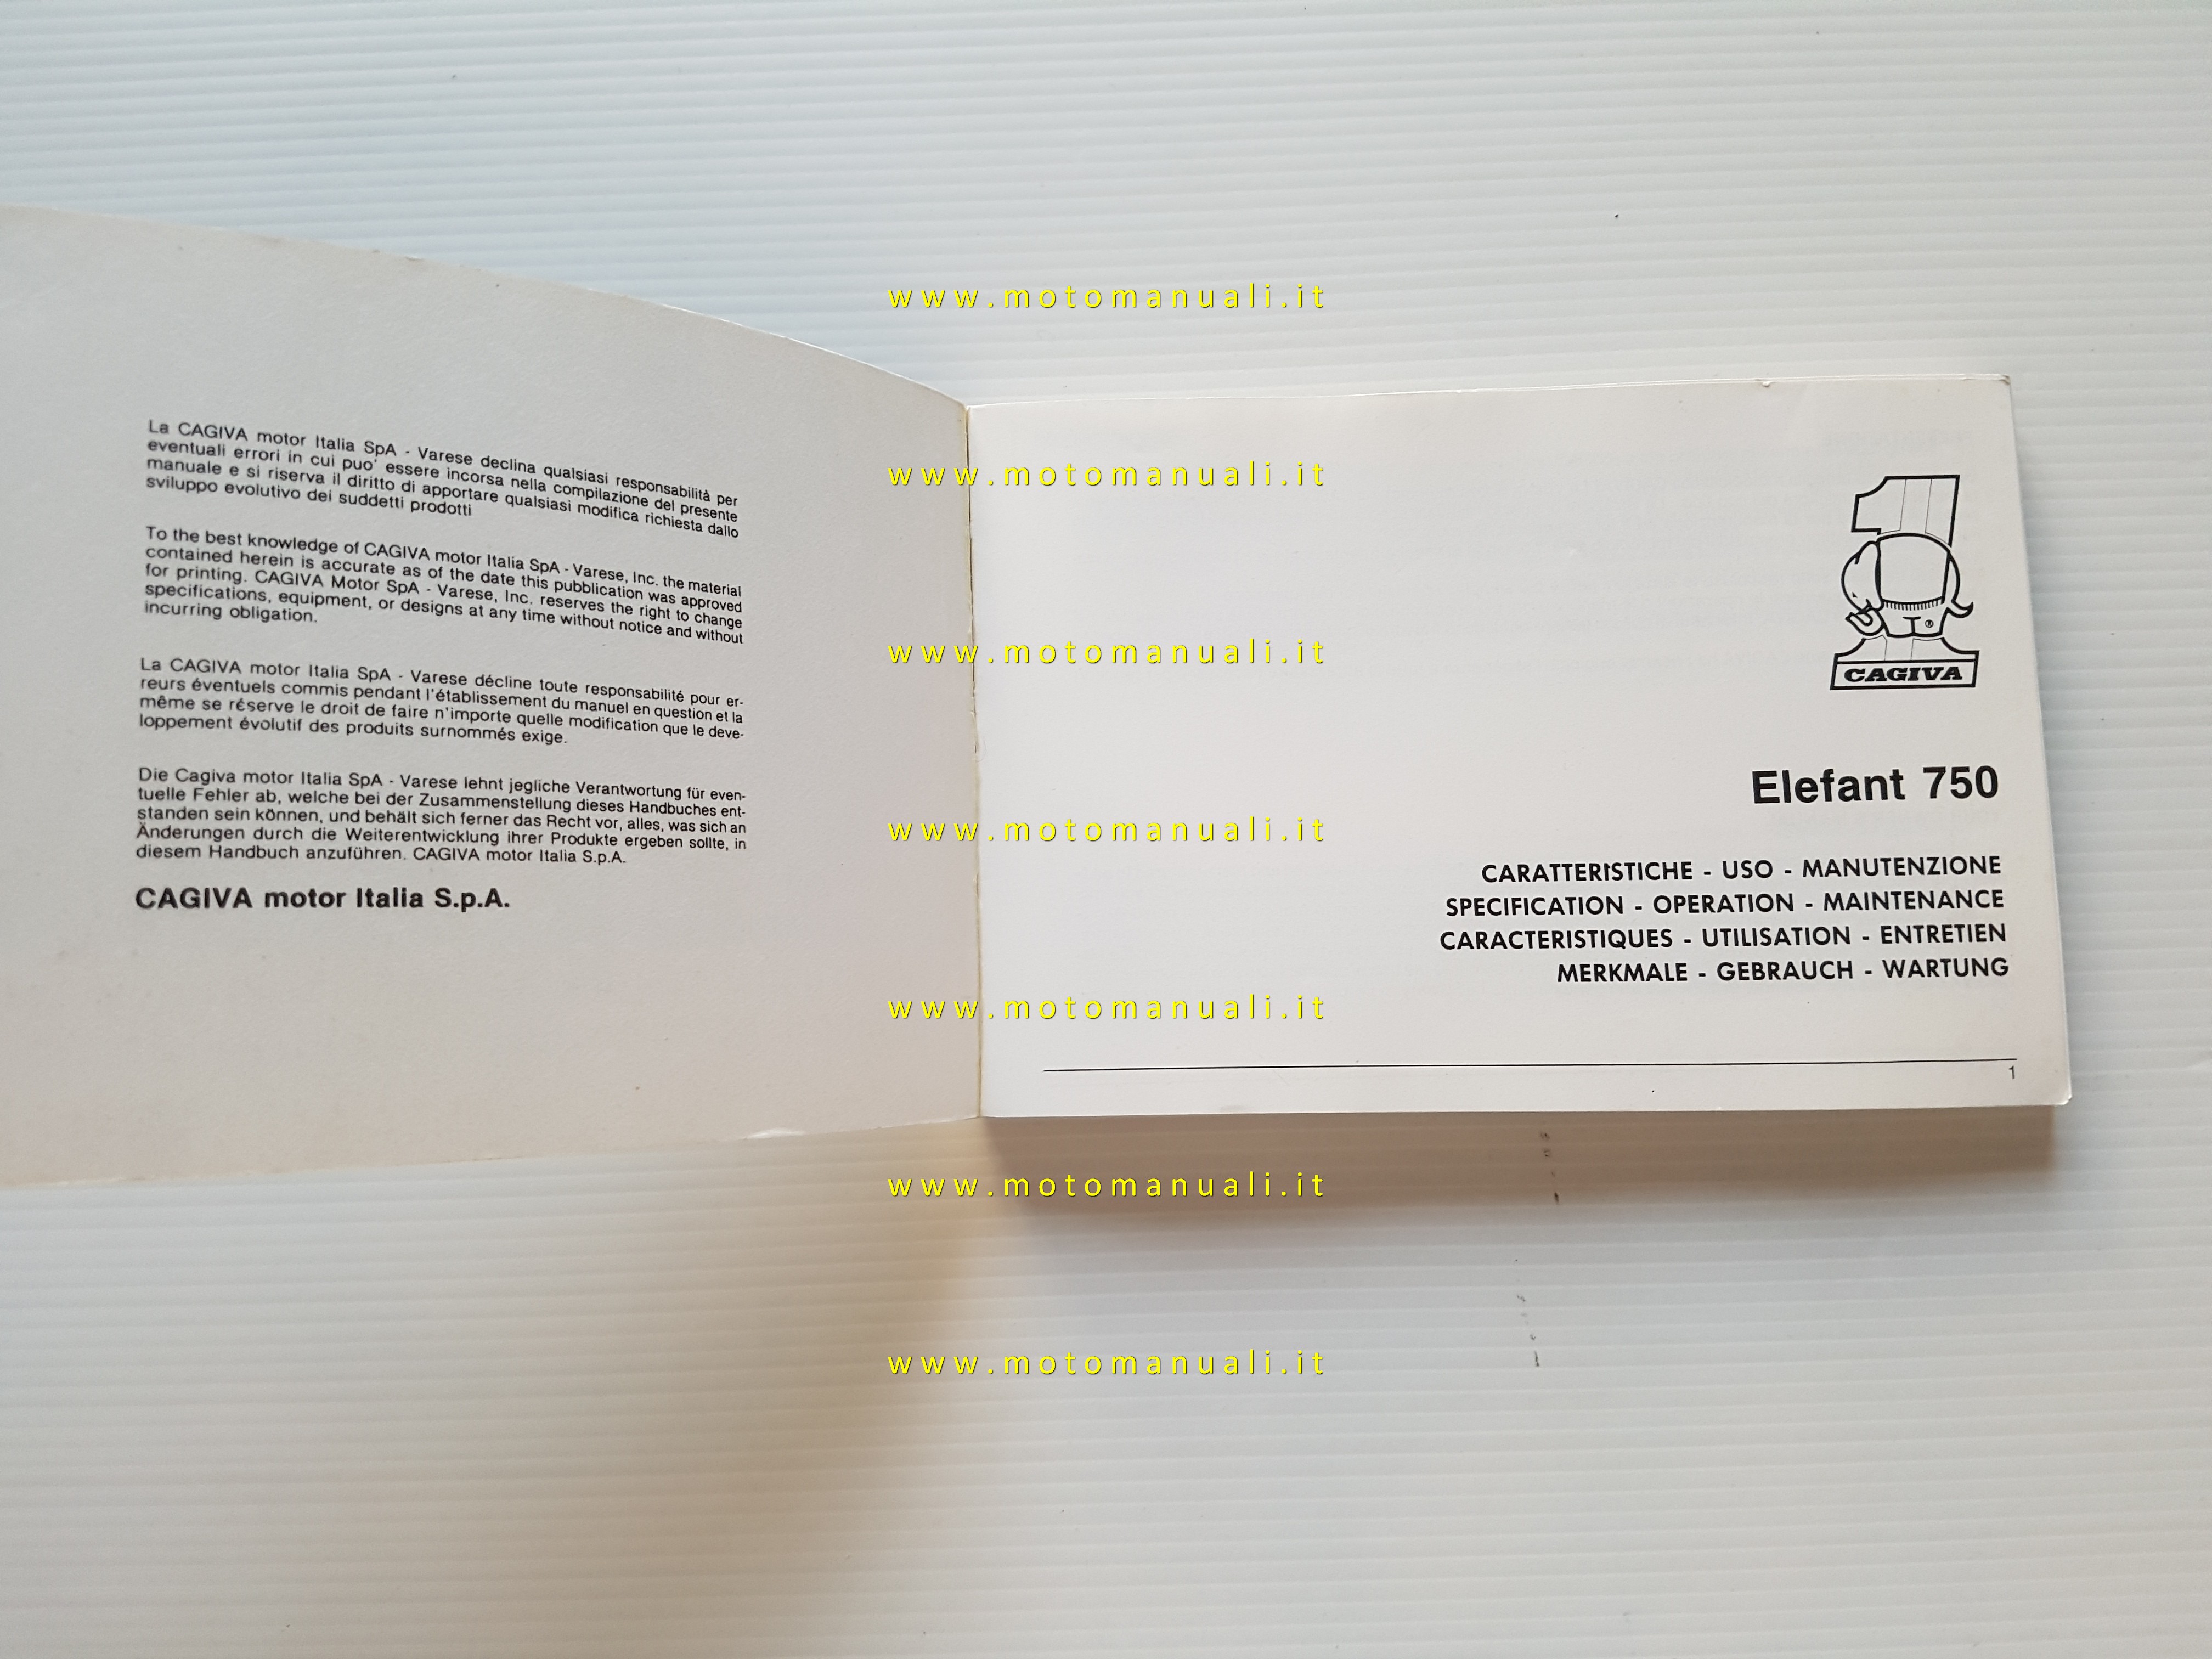 La CAGIVA motor Italia SpA - Varese declina qualsiasi responsabilità per
eventuali errori in cui puo' essere incorsa nella compilazione del presente
manuale e si riserva il diritto di apportare qualsiasi modifica richiesta dallo
sviluppo evolutivo dei suddetti prodotti
To the best knowledge of CAGIVA motor Italia SpA - Varese, Inc. the material
contained herein is accurate as of the date this pubblication was approved
for printing. CAGIVA Motor SpA - Varese, Inc. reserves the right to change
specifications, equipment, or designs at any time without notice and without
incurring obligation.
La CAGIVA motor Italia SpA - Varese décline toute responsabilité pour er-
reurs éventuels commis pendant l'établissement du manuel en question et la
même se réserve le droit de faire n'importe quelle modification que le deve-
loppement évolutif des produits surnommés exige.
Die Cagiva motor Italia SpA - Varese lehnt jegliche Verantwortung für even-
tuelle Fehler ab, welche bei der Zusammenstellung dieses Handbuches ent-
standen sein können, und behält sich ferner das Recht vor, alles, was sich an
Änderungen durch die Weiterentwicklung ihrer Produkte ergeben sollte, in
diesem Handbuch anzuführen. CAGIVA motor Italia S.p.A.
CAGIVA motor Italia S.p.A.
1
®
CAGIVA
Elefant 750
CARATTERISTICHE - USO - MANUTENZIONE
SPECIFICATION - OPERATION - MAINTENANCE
CARACTERISTIQUES - UTILISATION - ENTRETIEN
MERKMALE - GEBRAUCH - WARTUNG
1
www.motomanuali.it
www.motomanuali.it
www.motomanuali.it
www.motomanuali.it
www.motomanuali.it
www.motomanuali.it
www.motomanuali.it